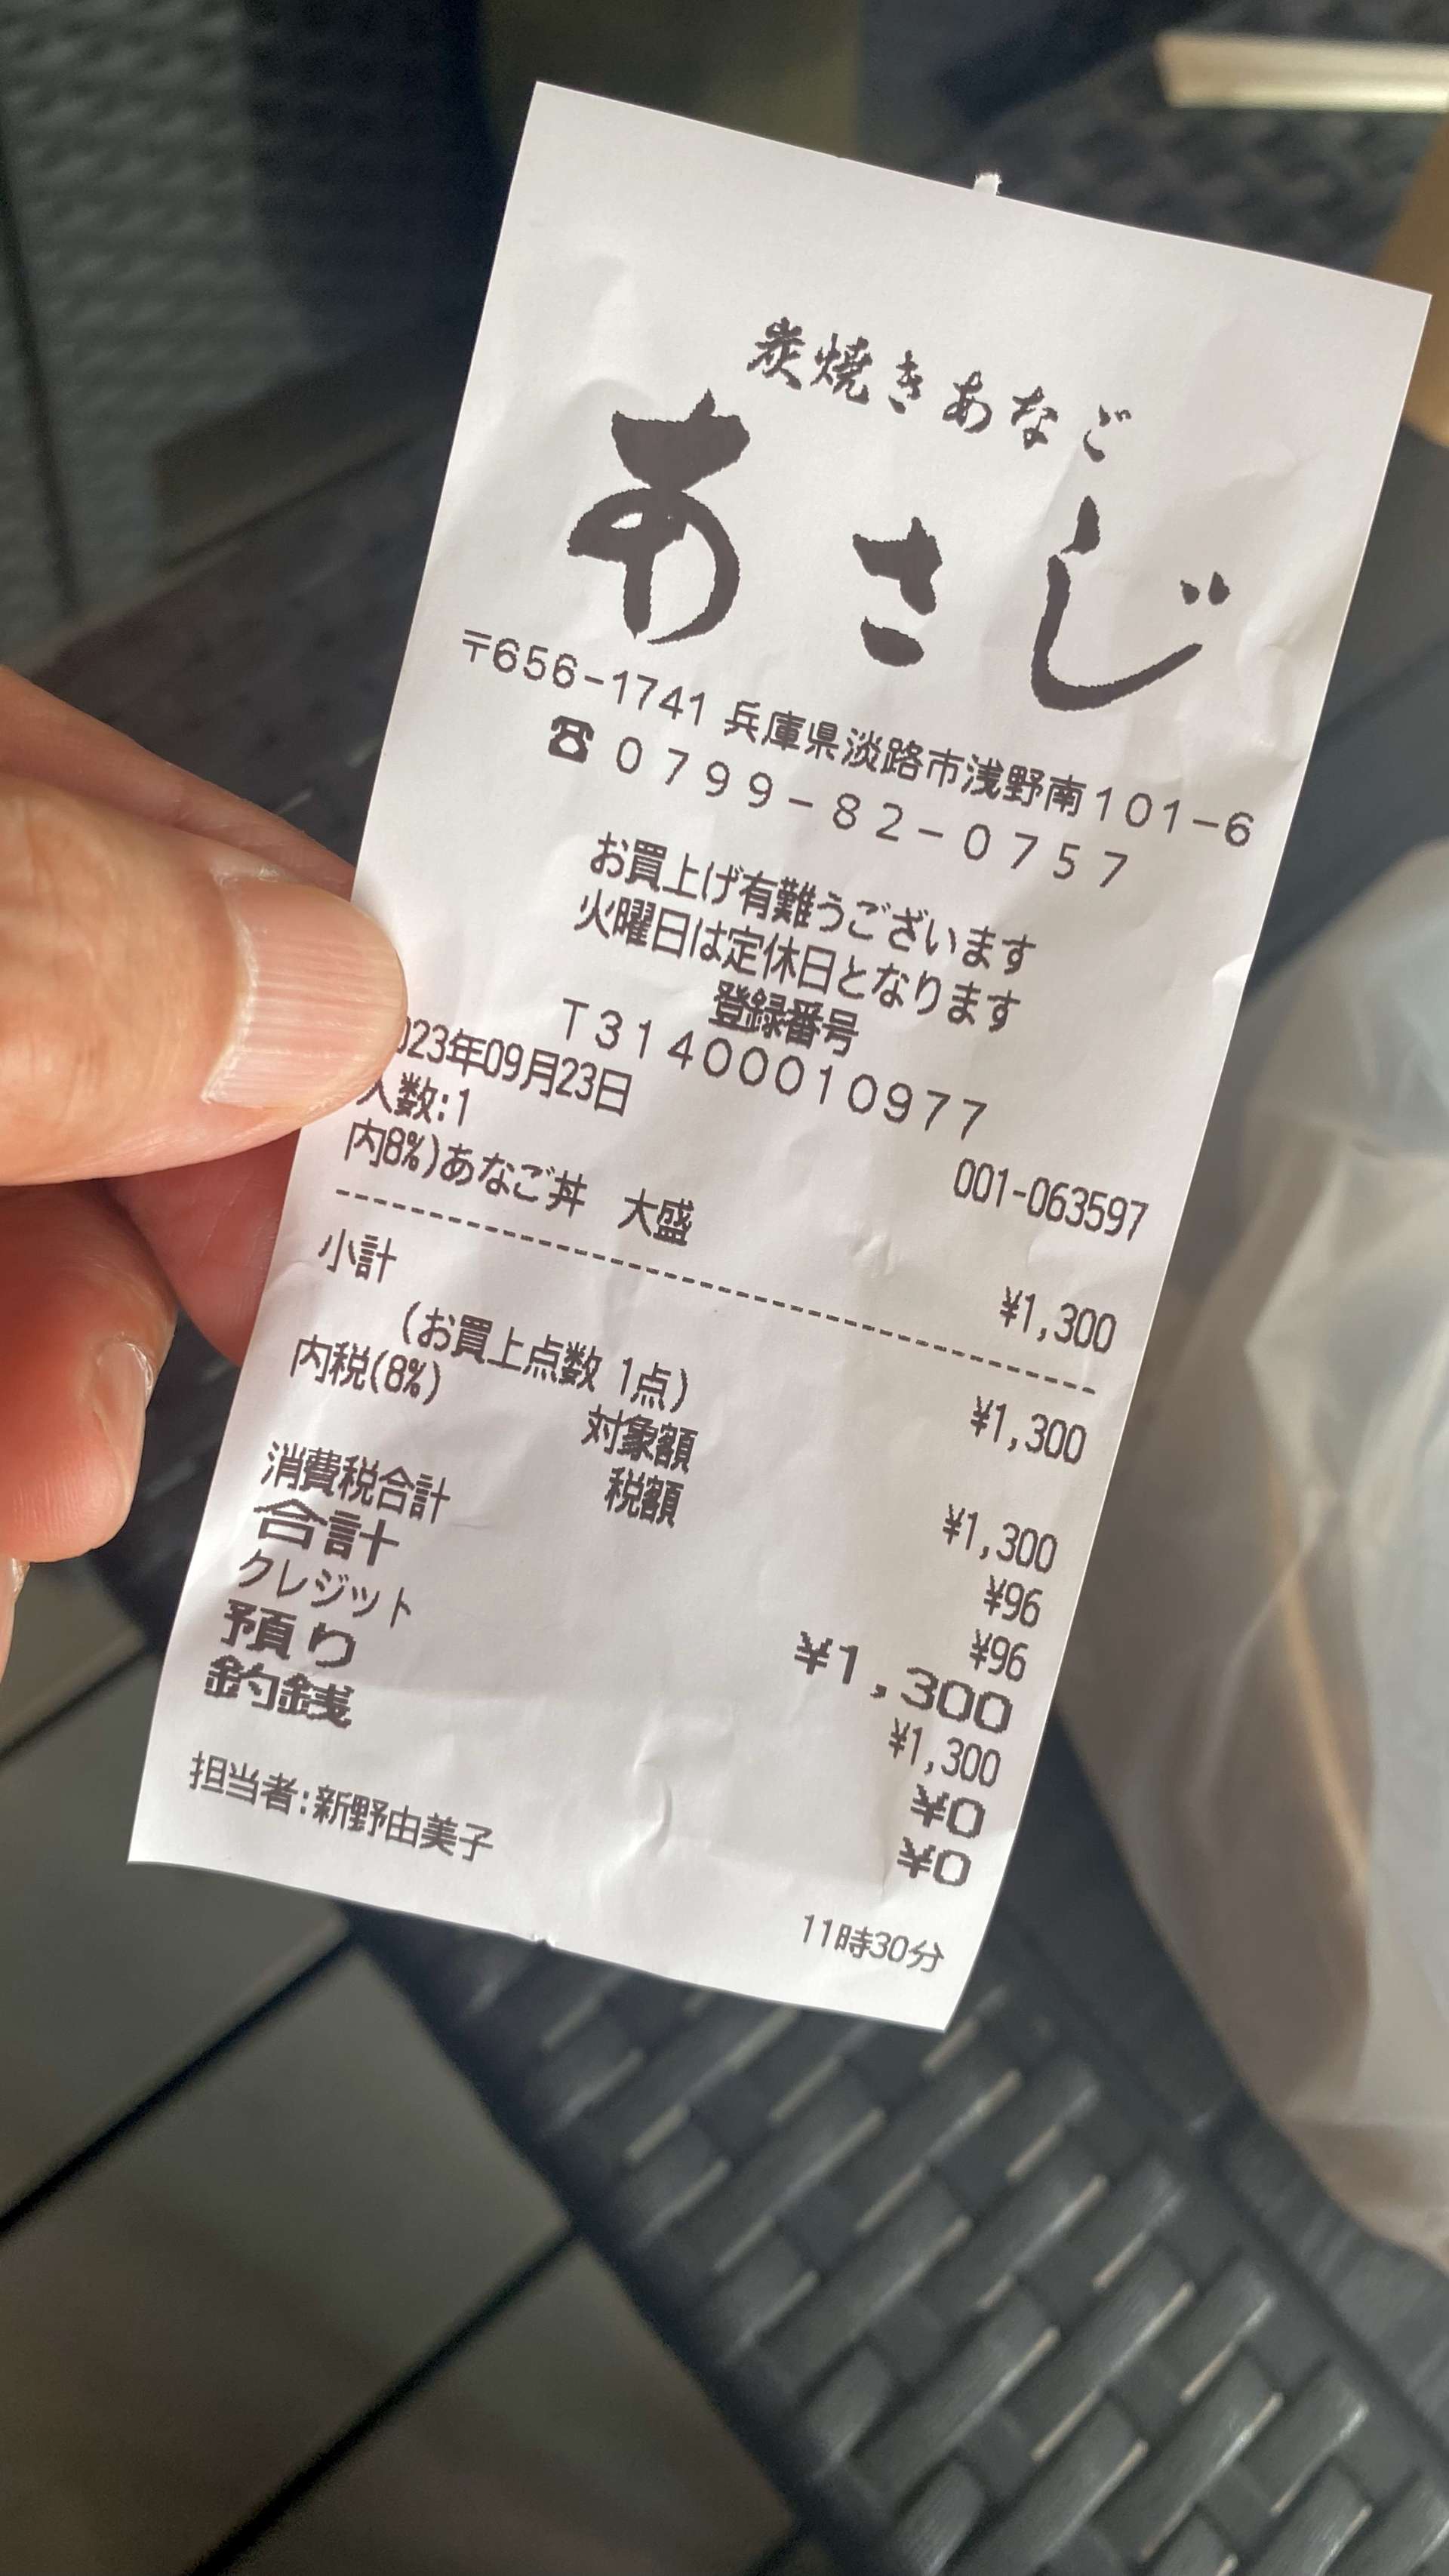 炭焼きあなご
あさじ
〒656-1741 兵庫県淡路市浅野南101-6
☎0799-82-0757
お買上げ有難うございます
火曜日は定休日となります
登録番号
T3140001097​7
023年09月23日 001-063597
人数:1
内8%)あなご丼 大盛 ¥1,300
小計 ¥1,300
(お買上点数 1点)
内税(8%) 対象額 ¥1,300
税額 ¥96
消費税合計 ¥96
合計 ¥1,300
クレジット ¥1,300
預り ¥0
釣銭 ¥0
担当者:新野由美子 11時30分